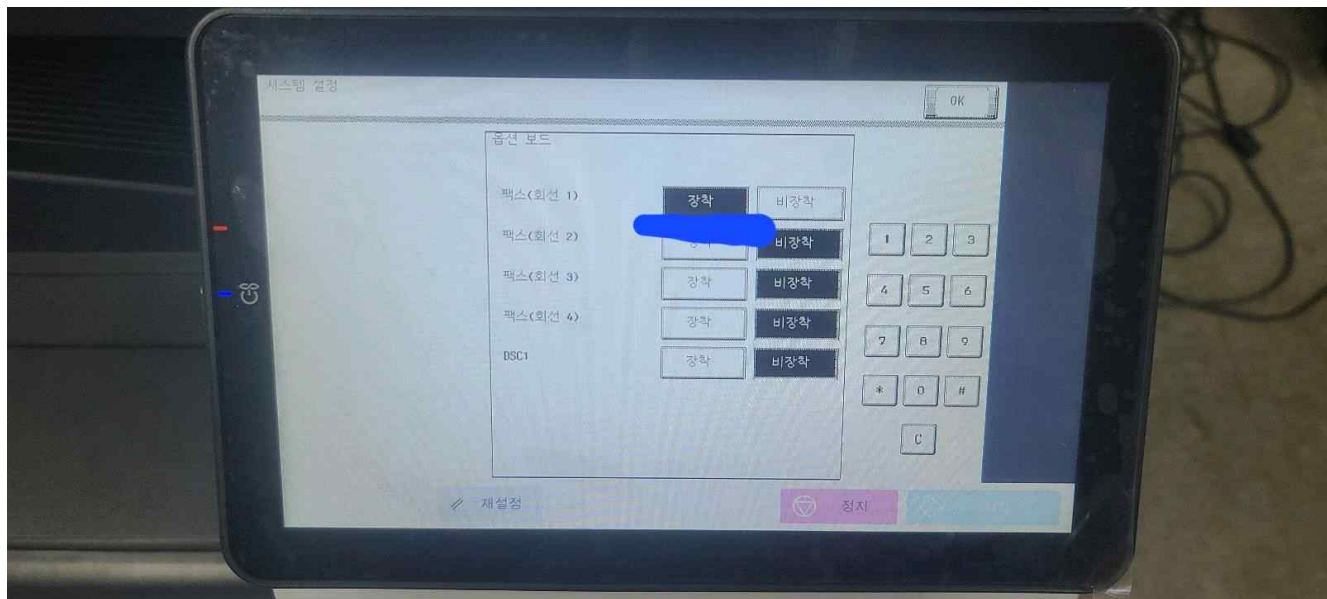 시스템 설정
OK
옵션 보드
팩스(회선 1) 장착 비장착
팩스(회선 2) 비장착
팩스(회선 3) 장착 비장착
팩스(회선 4) 장착 비장착
DSC1 장착 비장착
1 2 3
4 5 6
7 8 9
* 0 #
C
재설정 정지